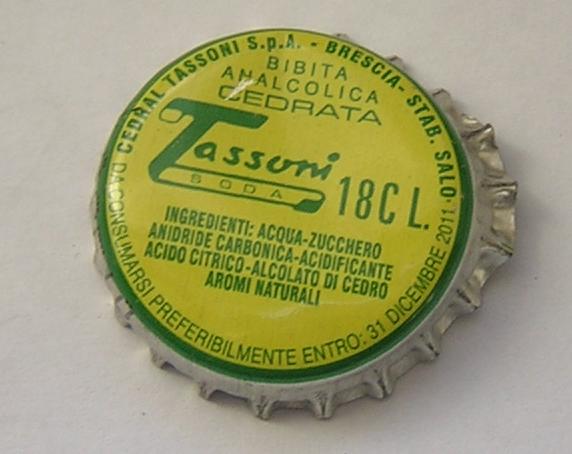 CEDRAL TASSONI S.p.A. - BRESCIA - STAB. SALO'
BIBITA
ANALCOLICA
CEDRATA
Tassoni
SODA
18CL.
INGREDIENTI: ACQUA-ZUCCHERO
ANIDRIDE CARBONICA-ACIDIFICANTE
ACIDO CITRICO-ALCOLATO DI CEDRO
AROMI NATURALI
DA CONSUMARSI PREFERIBILMENTE ENTRO: 31 DICEMBRE 2011